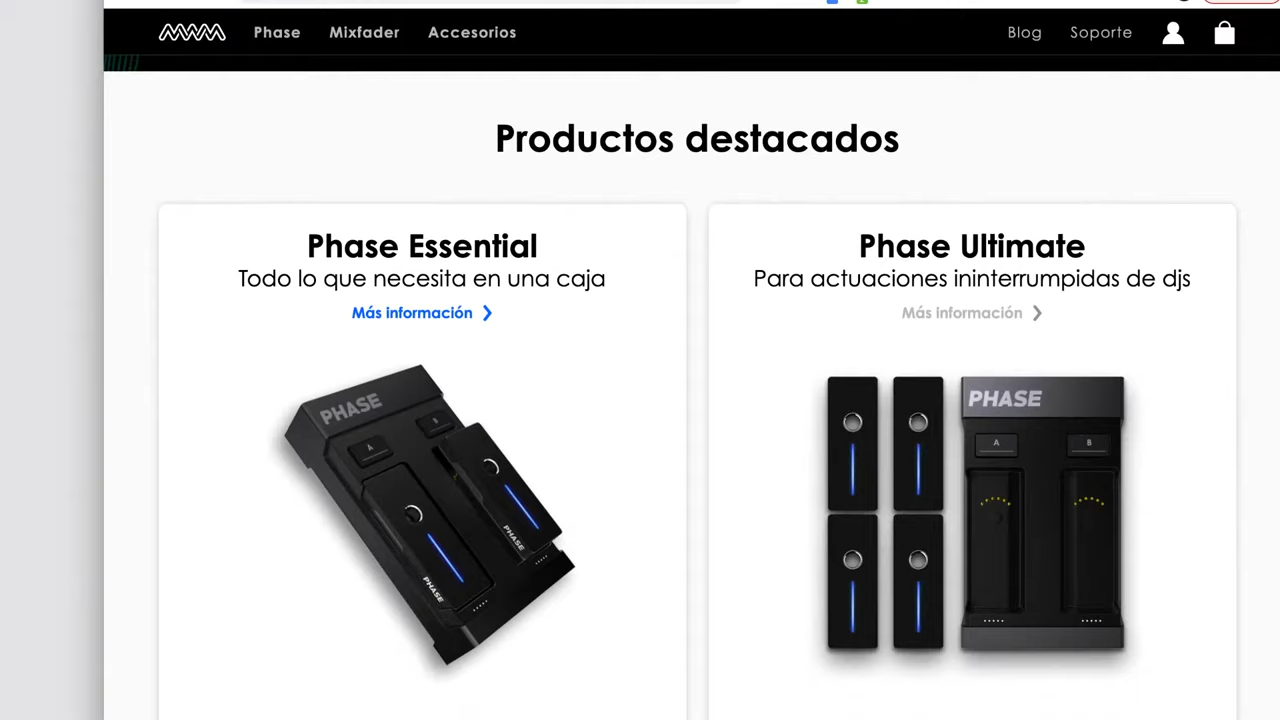 MWM Phase Mixfader Accesorios Blog Soporte
Productos destacados
Phase Essential
Todo lo que necesita en una caja
Más información
Phase Ultimate
Para actuaciones ininterrumpidas de djs
Más información
PHASE
A
B
PHASE
PHASE
PHASE
A
B